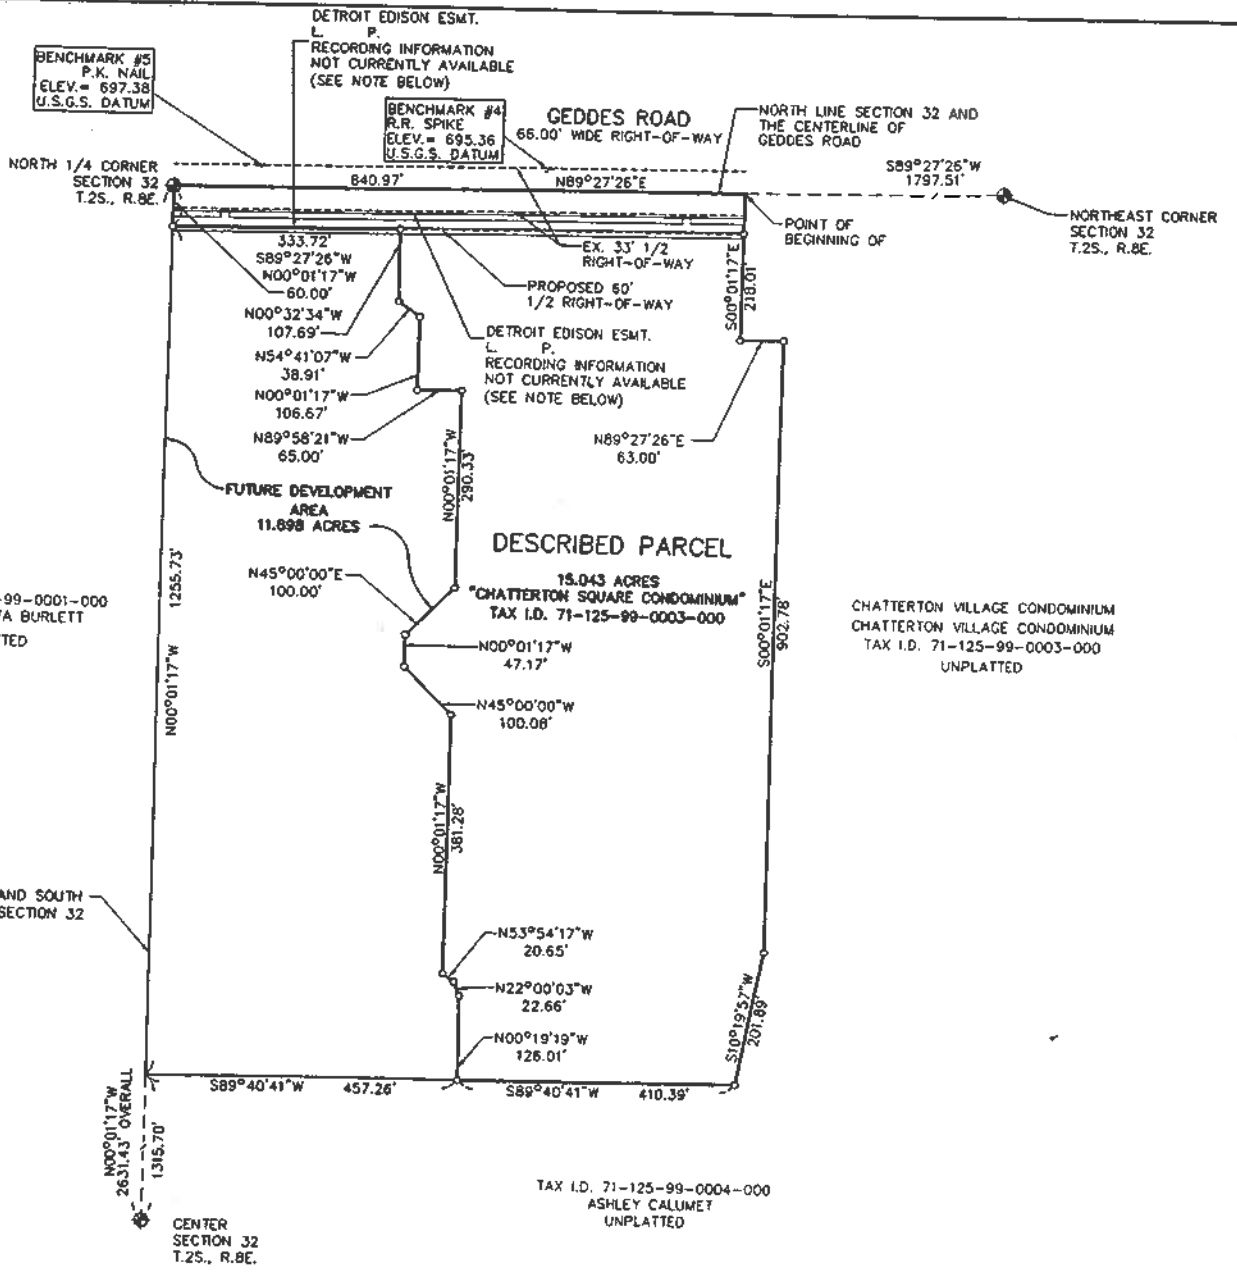 DETROIT EDISON ESMT.
L. P.
RECORDING INFORMATION
NOT CURRENTLY AVAILABLE
(SEE NOTE BELOW)
BENCHMARK #5
P.K. NAIL
ELEV.= 697.38
U.S.G.S. DATUM
BENCHMARK #4
R.R. SPIKE
ELEV.= 695.36
U.S.G.S. DATUM
GEDDES ROAD
66.00' WIDE RIGHT-OF-WAY
NORTH LINE SECTION 32 AND
THE CENTERLINE OF
GEDDES ROAD
S89°27'26"W
1797.51'
NORTH 1/4 CORNER
SECTION 32
T.2S., R.8E.
840.97'
N89°27'26"E
NORTHEAST CORNER
SECTION 32
T.2S., R.8E.
POINT OF
BEGINNING OF
333.72'
S89°27'26"W
N00°01'17"W
60.00'
EX. 33' 1/2
RIGHT-OF-WAY
PROPOSED 60'
1/2 RIGHT-OF-WAY
S00°01'17"E
218.01
N00°32'34"W
107.69'
N54°41'07"W
38.91'
N00°01'17"W
106.67'
N89°58'21"W
65.00'
DETROIT EDISON ESMT.
L. P.
RECORDING INFORMATION
NOT CURRENTLY AVAILABLE
(SEE NOTE BELOW)
N89°27'26"E
63.00'
N00°01'17"W
290.33'
FUTURE DEVELOPMENT
AREA
11.898 ACRES
DESCRIBED PARCEL
15.043 ACRES
"CHATTERTON SQUARE CONDOMINIUM"
TAX I.D. 71-125-99-0003-000
N45°00'00"E
100.00'
1255.73'
N00°01'17"W
-99-0001-000
A BURLETT
TED
N00°01'17"W
47.17'
N45°00'00"W
100.08'
S00°01'17"E
902.78'
CHATTERTON VILLAGE CONDOMINIUM
CHATTERTON VILLAGE CONDOMINIUM
TAX I.D. 71-125-99-0003-000
UNPLATTED
N00°01'17"W
381.28'
AND SOUTH
SECTION 32
N53°54'17"W
20.65'
N22°00'03"W
22.66'
N00°19'19"W
126.01'
S10°19'57"W
201.89'
S89°40'41"W 457.26'
S89°40'41"W 410.39'
N00°01'17"W
2631.43' OVERALL
1315.70'
CENTER
SECTION 32
T.2S., R.8E.
TAX I.D. 71-125-99-0004-000
ASHLEY CALUMET
UNPLATTED